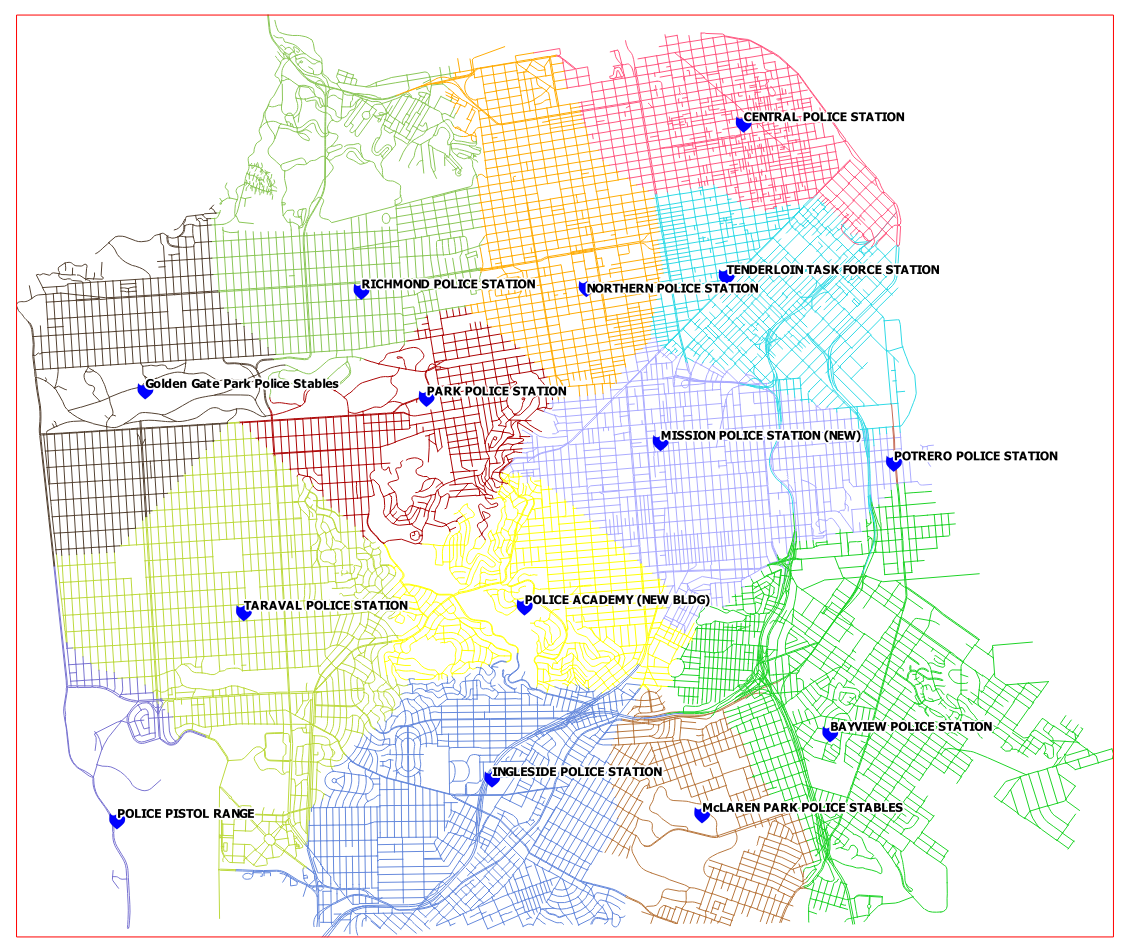 CENTRAL POLICE STATION
TENDERLOIN TASK FORCE STATION
RICHMOND POLICE STATION
NORTHERN POLICE STATION
Golden Gate Park Police Stables
PARK POLICE STATION
MISSION POLICE STATION (NEW)
POTRERO POLICE STATION
POLICE ACADEMY (NEW BLDG)
TARAVAL POLICE STATION
BAYVIEW POLICE STATION
INGLESIDE POLICE STATION
McLAREN PARK POLICE STABLES
POLICE PISTOL RANGE